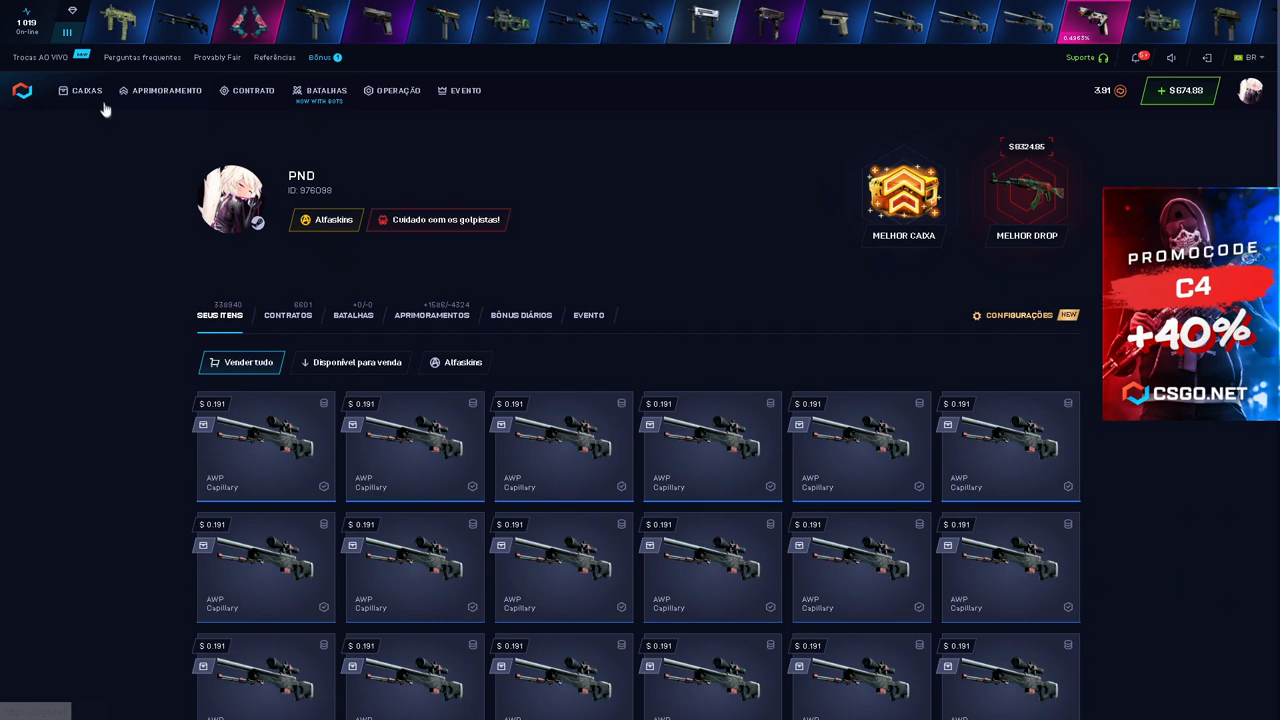 1 019
On-line
0.4963%
Trocas AO VIVO NEW Perguntas frequentes Provably Fair Referências Bônus 1 Suporte 5+ BR
CAIXAS APRIMORAMENTO CONTRATO BATALHAS OPERAÇÃO EVENTO 3.91 + $ 674.88
NOW WITH BOTS
PND
ID: 976098
Alfaskins Cuidado com os golpistas!
MELHOR CAIXA
$ 8324.85
MELHOR DROP
PROMOCODE
C4
+40%
CSGO.NET
338940 6601 +0/-0 +1586/-4324
SEUS ITENS CONTRATOS BATALHAS APRIMORAMENTOS BÔNUS DIÁRIOS EVENTO CONFIGURAÇÕES NEW
Vender tudo Disponível para venda Alfaskins
$ 0.191 $ 0.191 $ 0.191 $ 0.191 $ 0.191 $ 0.191
AWP AWP AWP AWP AWP AWP
Capillary Capillary Capillary Capillary Capillary Capillary
$ 0.191 $ 0.191 $ 0.191 $ 0.191 $ 0.191 $ 0.191
AWP AWP AWP AWP AWP AWP
Capillary Capillary Capillary Capillary Capillary Capillary
$ 0.191 $ 0.191 $ 0.191 $ 0.191 $ 0.191 $ 0.191